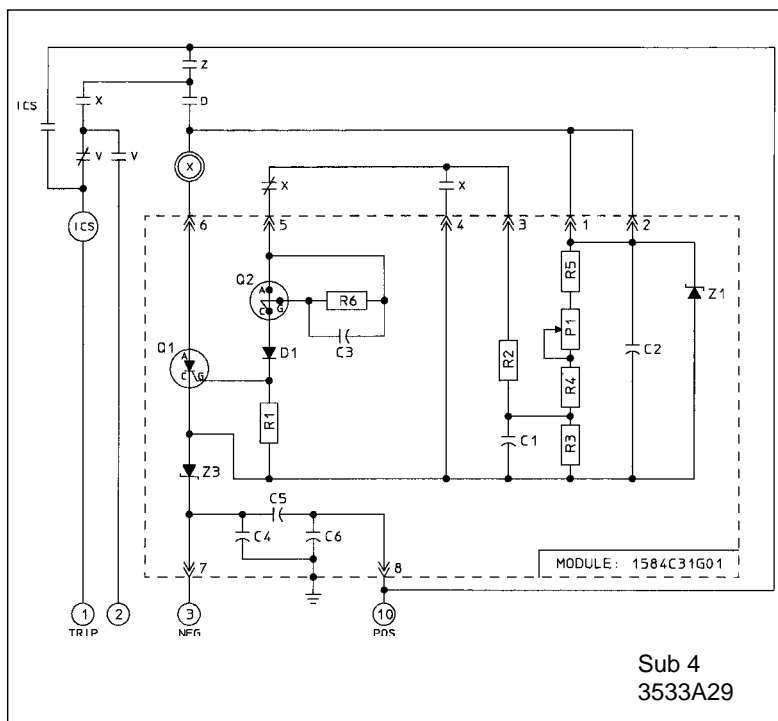 Z
ICS
X
D
V
V
X
X
X
ICS
6
5
4
3
1
2
Q2
A
C
G
R6
C3
R5
Z1
P1
Q1
A
C
G
D1
R2
C2
R4
R1
C1
R3
Z3
C5
C4
C6
7
8
MODULE: 1584C31G01
1
2
3
10
TRIP
NEG
POS
Sub 4
3533A29